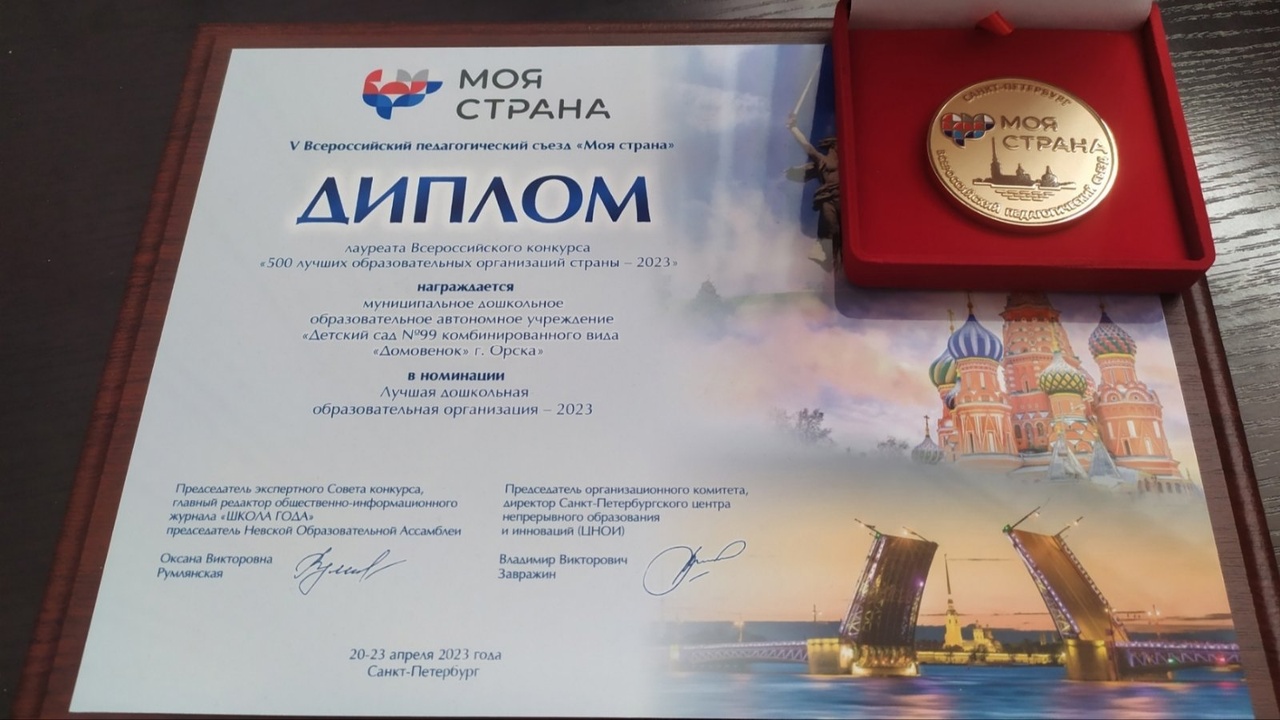 МОЯ
СТРАНА
V Всероссийский педагогический съезд «Моя страна»
ДИПЛОМ
лауреата Всероссийского конкурса
«500 лучших образовательных организаций страны – 2023»
награждается
муниципальное дошкольное
образовательное автономное учреждение
«Детский сад №99 комбинированного вида
«Домовенок» г. Орска»
в номинации
Лучшая дошкольная
образовательная организация – 2023
Председатель экспертного Совета конкурса,
главный редактор общественно-информационного
журнала «ШКОЛА ГОДА»
председатель Невской Образовательной Ассамблеи
Оксана Викторовна
Румлянская
Председатель организационного комитета,
директор Санкт-Петербургского центра
непрерывного образования
и инноваций (ЦНОИ)
Владимир Викторович
Завражин
20-23 апреля 2023 года
Санкт-Петербург
САНКТ-ПЕТЕРБУРГ
МОЯ
СТРАНА
ВСЕРОССИЙСКИЙ ПЕДАГОГИЧЕСКИЙ СЪЕЗД